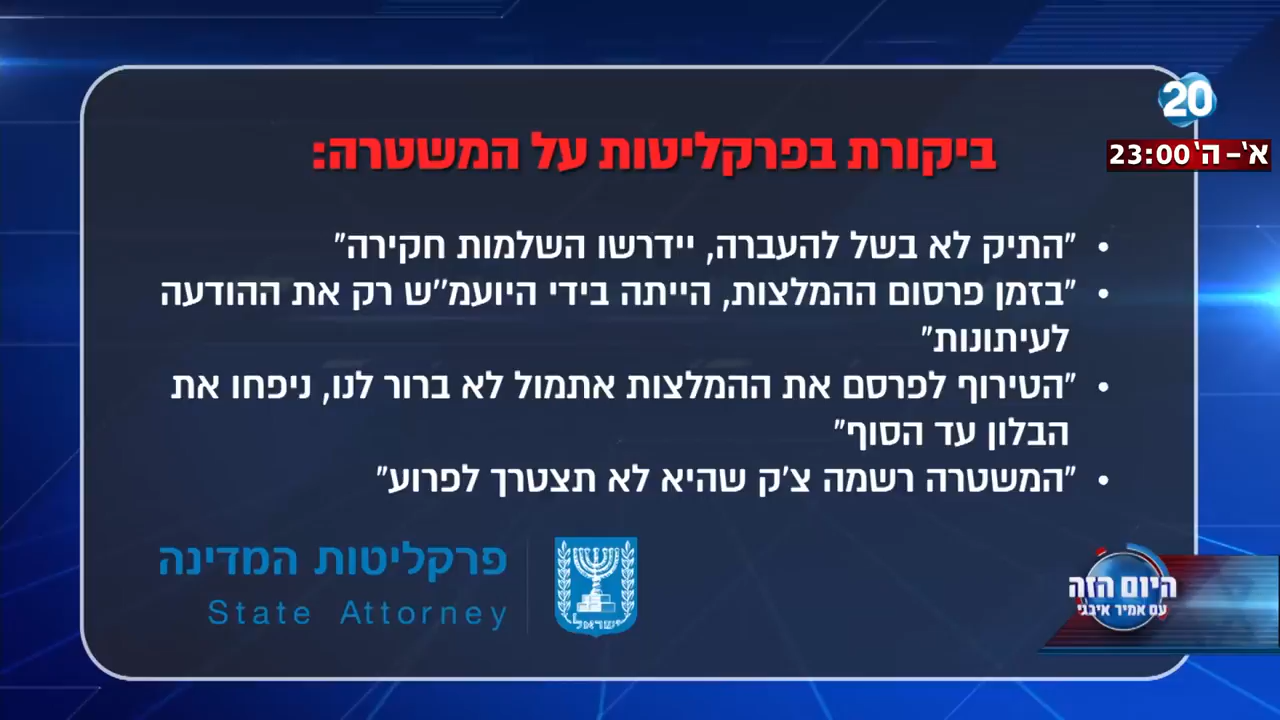 20
א'- ה' 23:00
ביקורת בפרקליטות על המשטרה:
• "התיק לא בשל להעברה, יידרשו השלמות חקירה"
• "בזמן פרסום ההמלצות, הייתה בידי היועמ"ש רק את ההודעה
לעיתונות"
• "הטירוף לפרסם את ההמלצות אתמול לא ברור לנו, ניפחו את
הבלון עד הסוף"
• "המשטרה רשמה צ'ק שהיא לא תצטרך לפרוע"
פרקליטות המדינה
State Attorney
ישראל
היום הזה
עם אמיר איבגי